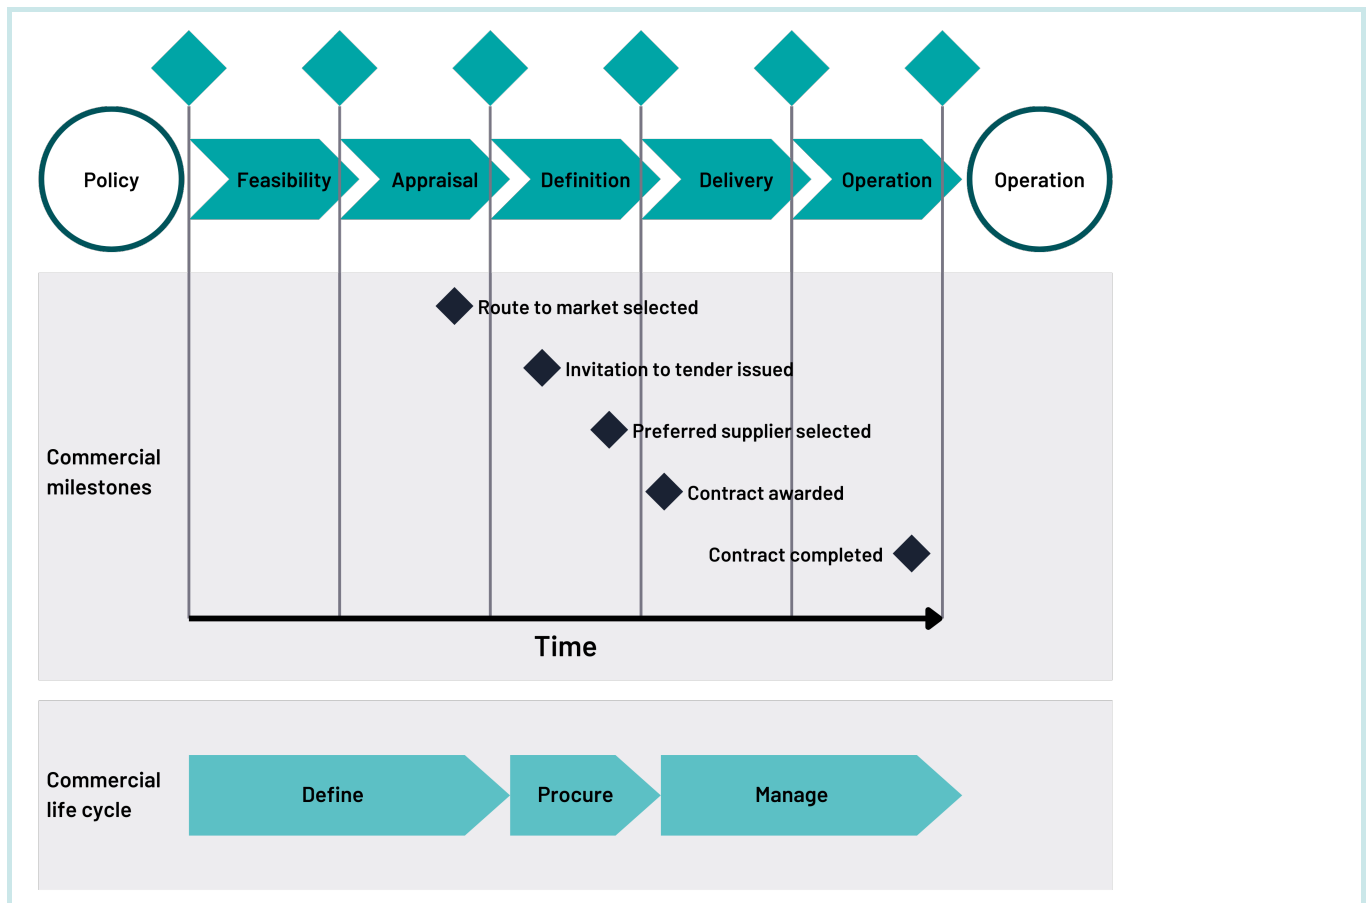 Policy
Feasibility
Appraisal
Definition
Delivery
Operation
Operation
Route to market selected
Invitation to tender issued
Preferred supplier selected
Commercial
milestones
Contract awarded
Contract completed
Time
Commercial
life cycle
Define
Procure
Manage